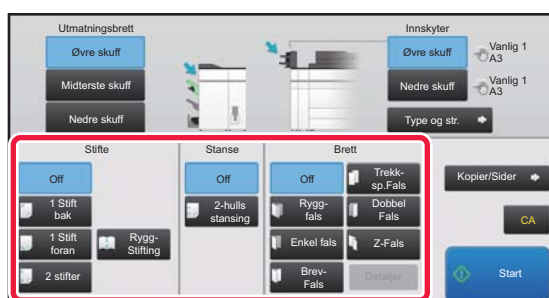 Utmatningsbrett
Innskyter
Øvre skuff
Øvre skuff
Vanlig 1
A3
Midterste skuff
Nedre skuff
Vanlig 1
A3
Nedre skuff
Type og str.
Stifte
Stanse
Brett
Off
Off
Off
Trekk-
sp.Fals
1 Stift
bak
2-hulls
stansing
Rygg-
fals
Dobbel
Fals
1 Stift
foran
Rygg-
Stifting
Enkel fals
Z-Fals
2 stifter
Brev-
Fals
Detaljer
Kopier/Sider
CA
Start